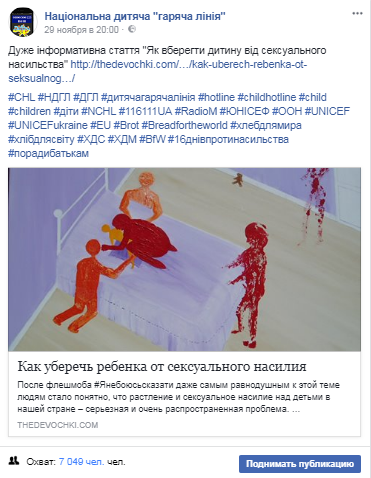 Національна дитяча "гаряча лінія"
29 ноября в 20:00 ·
Дуже інформативна стаття "Як вберегти дитину від сексуального
насильства" http://thedevochki.com/…/kak-uberech-rebenka-ot-
seksualnog…/
#CHL #НДГЛ #ДГЛ #дитячагарячалінія #hotline #childhotline #child
#children #діти #NCHL #116111UA #RadioM #ЮНІСЕФ #ООН #UNICEF
#UNICEFukraine #EU #Brot #Breadfortheworld #хлебдлямира
#хлібдлясвіту #ХДС #ХДМ #BfW #16днівпротинасильства
#порадибатькам
Как уберечь ребенка от сексуального насилия
После флешмоба #Янебоюсьсказати даже самым равнодушным к этой теме
людям стало понятно, что растление и сексуальное насилие над детьми в
нашей стране – серьезная и очень распространенная проблема. ...
THEDEVOCHKI.COM
Охват: 7 049 чел. чел.
Поднимать публикацию